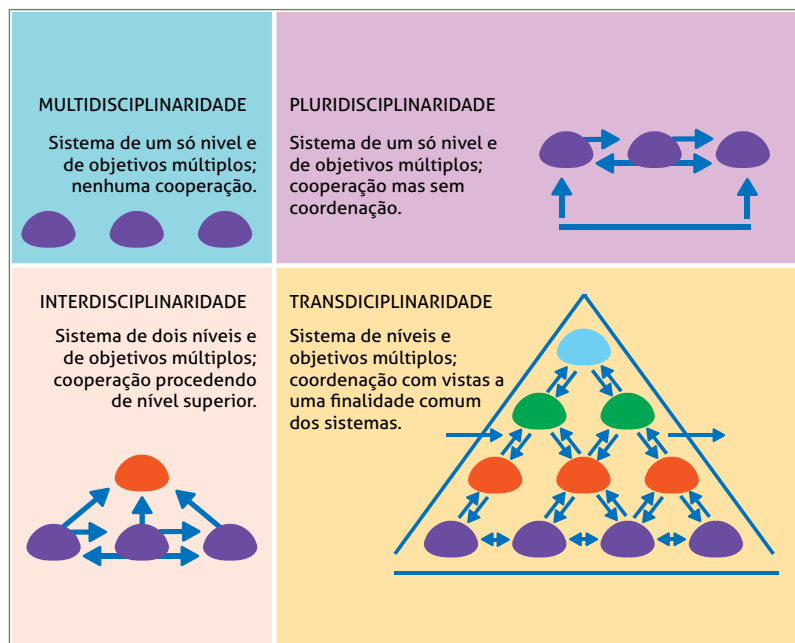 MULTIDISCIPLINARIDADE
Sistema de um só nivel e
de objetivos múltiplos;
nenhuma cooperação.
PLURIDISCIPLINARIDADE
Sistema de um só nivel e
de objetivos múltiplos;
cooperação mas sem
coordenação.
INTERDISCIPLINARIDADE
Sistema de dois níveis e
de objetivos múltiplos;
cooperação procedendo
de nível superior.
TRANSDICIPLINARIDADE
Sistema de níveis e
objetivos múltiplos;
coordenação com vistas a
uma finalidade comum
dos sistemas.